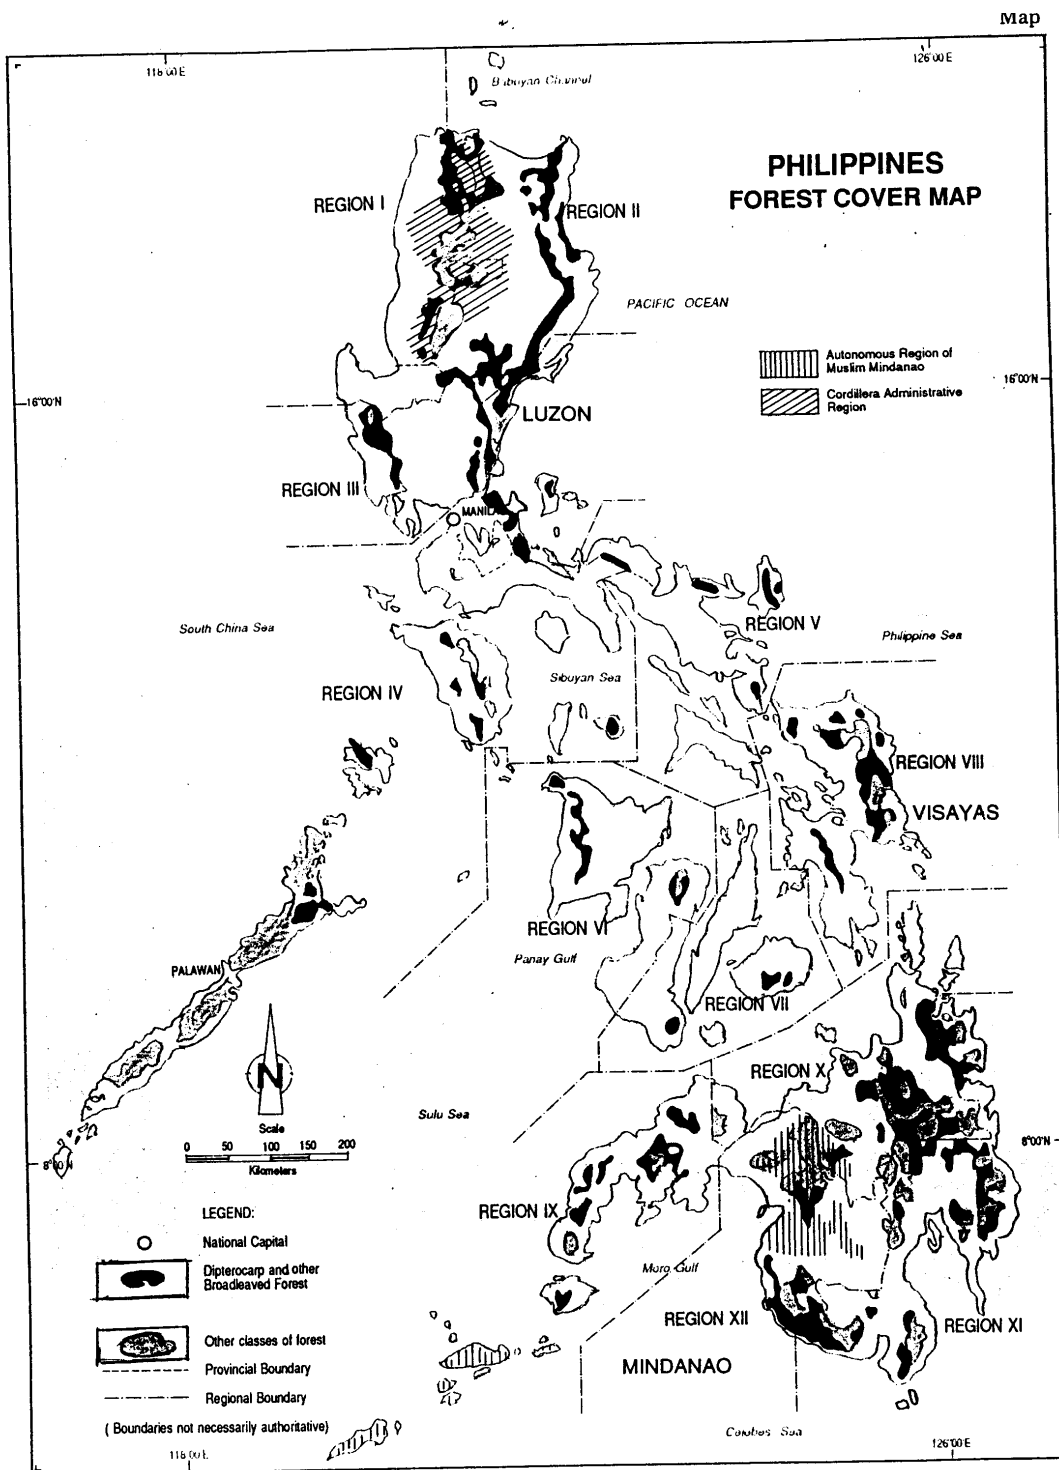 Map
118°00'E
126°00'E
Babuyan Channel
PHILIPPINES
FOREST COVER MAP
REGION I
REGION II
PACIFIC OCEAN
Autonomous Region of
Muslim Mindanao
Cordillera Administrative
Region
16°00'N
16°00'N
LUZON
REGION III
MANILA
South China Sea
REGION V
Philippine Sea
REGION IV
Sibuyan Sea
REGION VIII
VISAYAS
REGION VI
Panay Gulf
PALAWAN
REGION VII
N
REGION X
Sulu Sea
Scale
0 50 100 150 200
Kilometers
8°00'N
8°00'N
REGION IX
LEGEND:
National Capital
Dipterocarp and other
Broadleaved Forest
Moro Gulf
REGION XII
REGION XI
Other classes of forest
MINDANAO
Provincial Boundary
Regional Boundary
( Boundaries not necessarily authoritative)
Celebes Sea
118°00'E
126°00'E